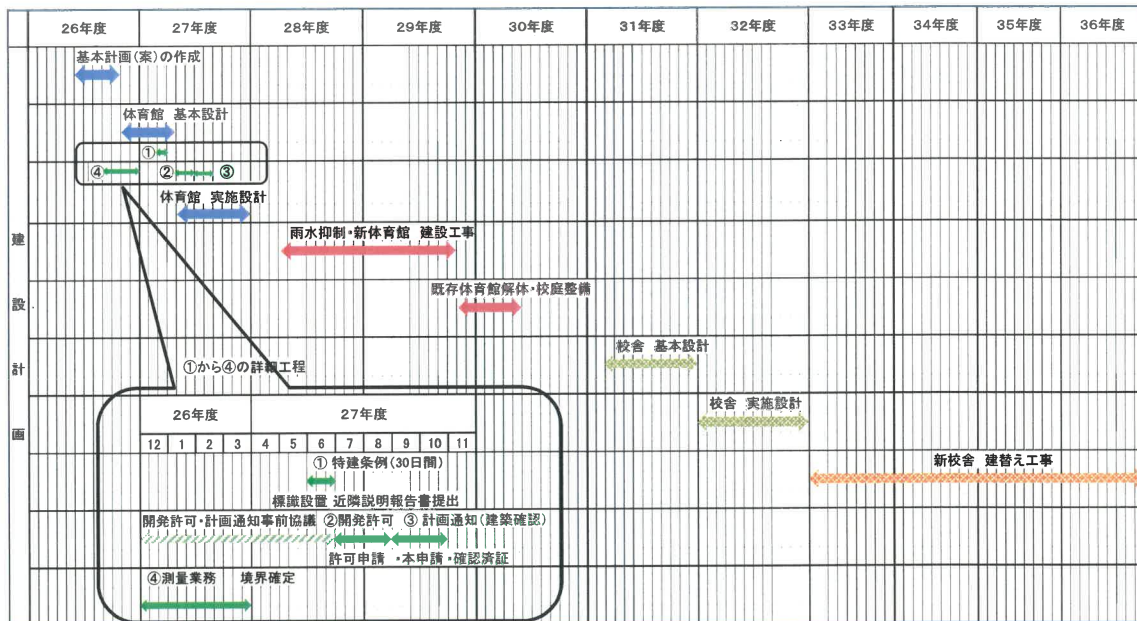 26年度 27年度 28年度 29年度 30年度 31年度 32年度 33年度 34年度 35年度 36年度
建設計画
基本計画(案)の作成
体育館 基本設計
①
④ ② ③
体育館 実施設計
雨水抑制・新体育館 建設工事
既存体育館解体・校庭整備
校舎 基本設計
①から④の詳細工程
校舎 実施設計
26年度 27年度
12 1 2 3 4 5 6 7 8 9 10 11
新校舎 建替え工事
① 特建条例(30日間)
標識設置 近隣説明報告書提出
開発許可・計画通知事前協議 ②開発許可 ③ 計画通知(建築確認)
許可申請 ・本申請・確認済証
④測量業務 境界確定